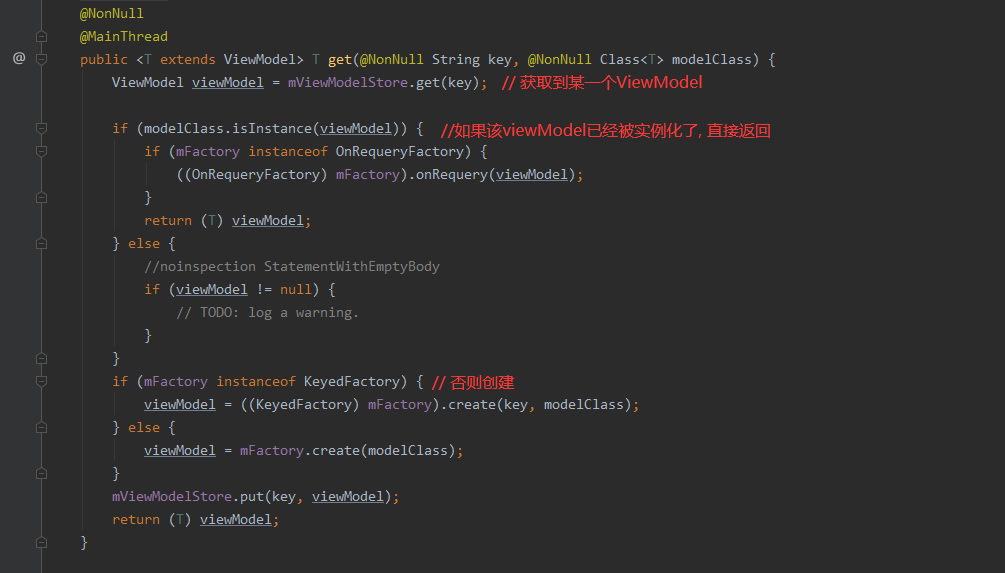 @NonNull
@MainThread
@ public <T extends ViewModel> T get(@NonNull String key, @NonNull Class<T> modelClass) {
ViewModel viewModel = mViewModelStore.get(key); // 获取到某一个ViewModel
if (modelClass.isInstance(viewModel)) { //如果该viewModel已经被实例化了, 直接返回
if (mFactory instanceof OnRequeryFactory) {
((OnRequeryFactory) mFactory).onRequery(viewModel);
}
return (T) viewModel;
} else {
//noinspection StatementWithEmptyBody
if (viewModel != null) {
// TODO: log a warning.
}
}
if (mFactory instanceof KeyedFactory) { // 否则创建
viewModel = ((KeyedFactory) mFactory).create(key, modelClass);
} else {
viewModel = mFactory.create(modelClass);
}
mViewModelStore.put(key, viewModel);
return (T) viewModel;
}